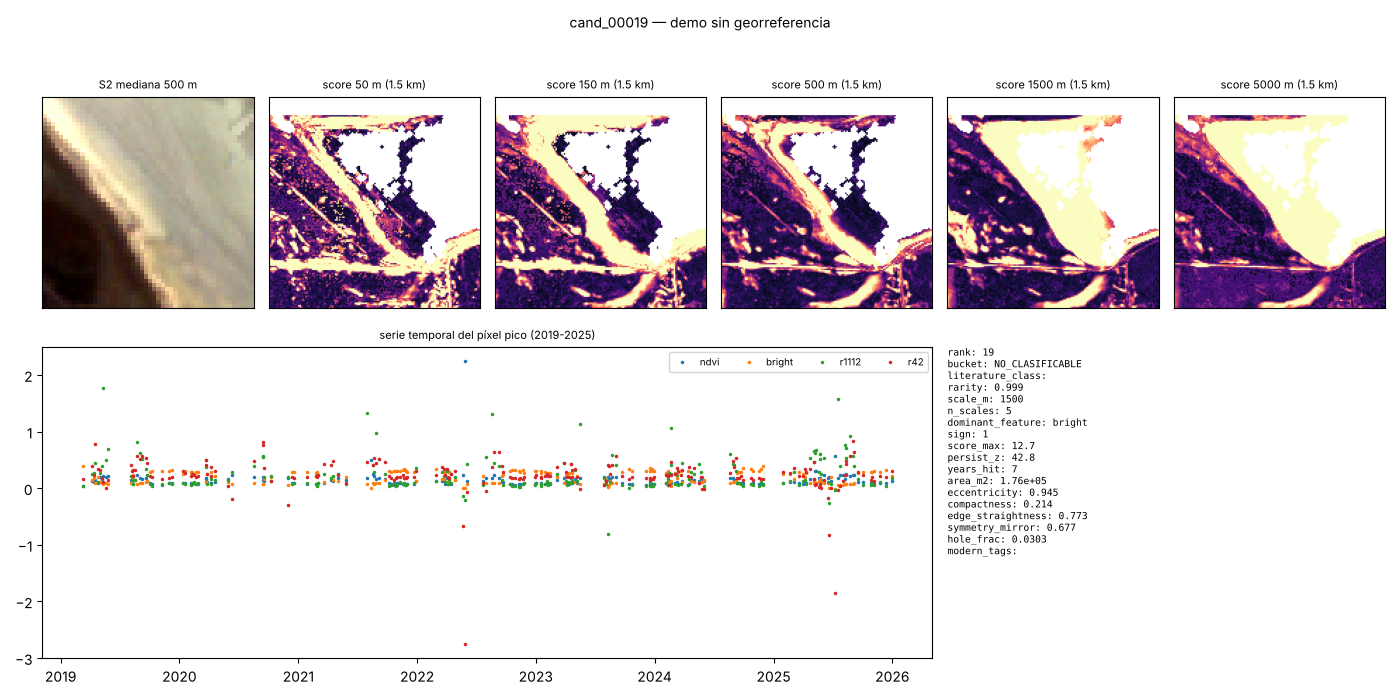 cand_00019 — demo sin georreferencia
S2 mediana 500 m
score 50 m (1.5 km)
score 150 m (1.5 km)
score 500 m (1.5 km)
score 1500 m (1.5 km)
score 5000 m (1.5 km)
serie temporal del píxel pico (2019-2025)
ndvi bright r1112 r42
2
1
0
−1
−2
−3
2019 2020 2021 2022 2023 2024 2025 2026
rank: 19
bucket: NO_CLASIFICABLE
literature_class:
rarity: 0.999
scale_m: 1500
n_scales: 5
dominant_feature: bright
sign: 1
score_max: 12.7
persist_z: 42.8
years_hit: 7
area_m2: 1.76e+05
eccentricity: 0.945
compactness: 0.214
edge_straightness: 0.773
symmetry_mirror: 0.677
hole_frac: 0.0303
modern_tags: